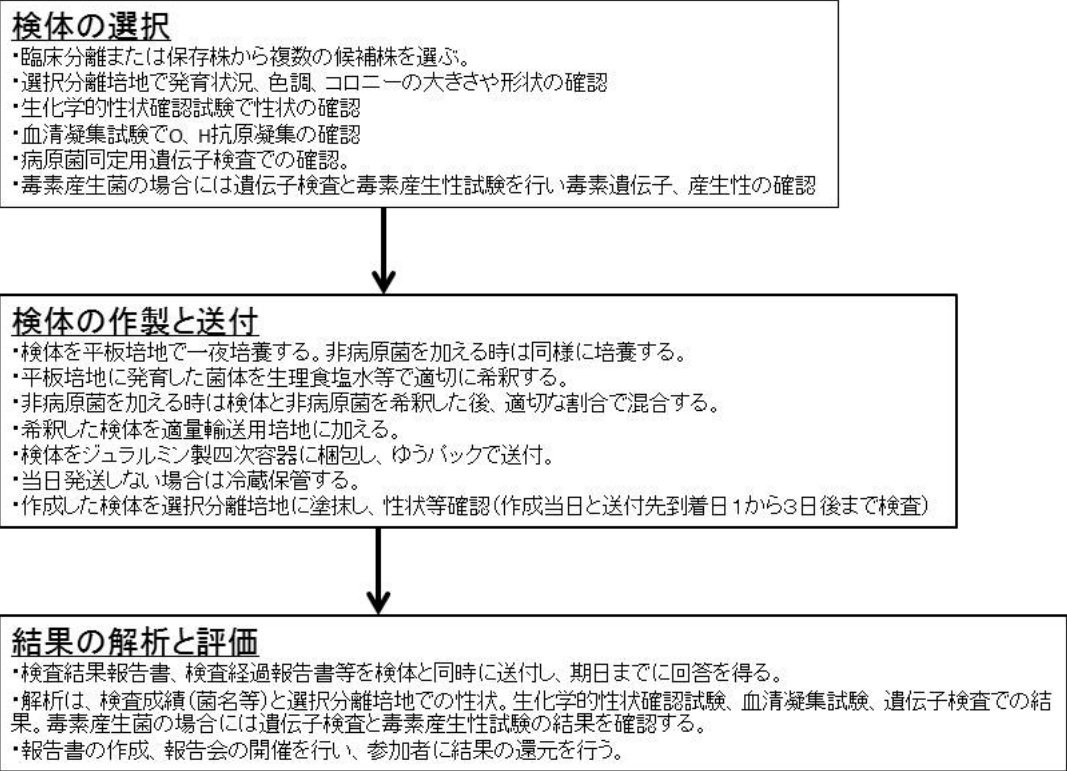 検体の選択
・臨床分離または保存株から複数の候補株を選ぶ。
・選択分離培地で発育状況、色調、コロニーの大きさや形状の確認
・生化学的性状確認試験で性状の確認
・血清凝集試験でO、H抗原凝集の確認
・病原菌同定用遺伝子検査での確認。
・毒素産生菌の場合には遺伝子検査と毒素産生性試験を行い毒素遺伝子、産生性の確認
検体の作製と送付
・検体を平板培地で一夜培養する。非病原菌を加える時は同様に培養する。
・平板培地に発育した菌体を生理食塩水等で適切に希釈する。
・非病原菌を加える時は検体と非病原菌を希釈した後、適切な割合で混合する。
・希釈した検体を適量輸送用培地に加える。
・検体をジュラルミン製四次容器に梱包し、ゆうパックで送付。
・当日発送しない場合は冷蔵保管する。
・作成した検体を選択分離培地に塗抹し、性状等確認(作成当日と送付先到着日1から3日後まで検査)
結果の解析と評価
・検査結果報告書、検査経過報告書等を検体と同時に送付し、期日までに回答を得る。
・解析は、検査成績(菌名等)と選択分離培地での性状。生化学的性状確認試験、血清凝集試験、遺伝子検査での結
果。毒素産生菌の場合には遺伝子検査と毒素産生性試験の結果を確認する。
・報告書の作成、報告会の開催を行い、参加者に結果の還元を行う。